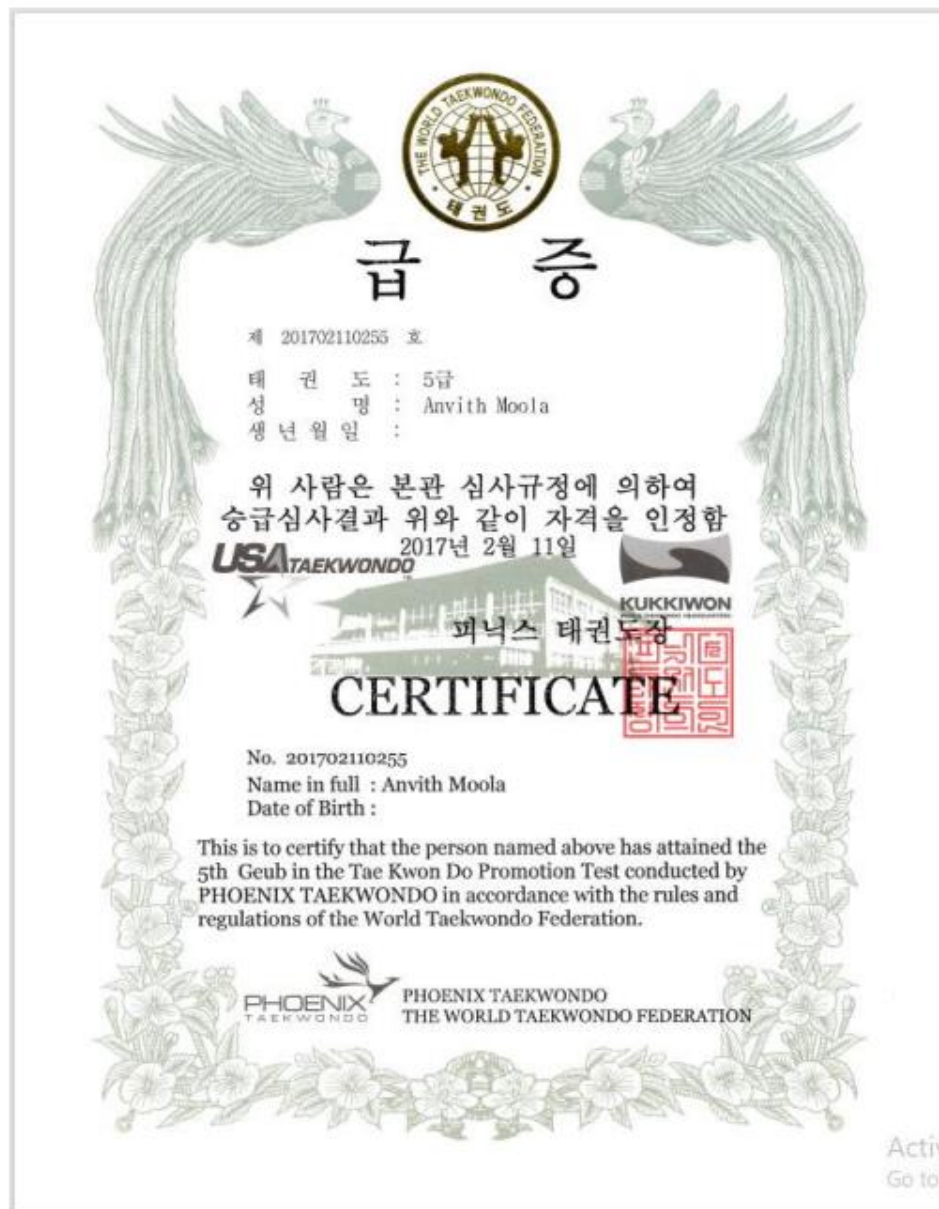 THE WORLD TAEKWONDO FEDERATION
태권도
급 증
제 201702110255 호
태 권 도 : 5급
성 명 : Anvith Moola
생 년 월 일 :
위 사람은 본관 심사규정에 의하여
승급심사결과 위와 같이 자격을 인정함
2017년 2월 11일
USA TAEKWONDO
KUKKIWON
피닉스 태권도장
CERTIFICATE
No. 201702110255
Name in full : Anvith Moola
Date of Birth :
This is to certify that the person named above has attained the
5th Geub in the Tae Kwon Do Promotion Test conducted by
PHOENIX TAEKWONDO in accordance with the rules and
regulations of the World Taekwondo Federation.
PHOENIX
TAEKWONDO
PHOENIX TAEKWONDO
THE WORLD TAEKWONDO FEDERATION
Activ
Go to